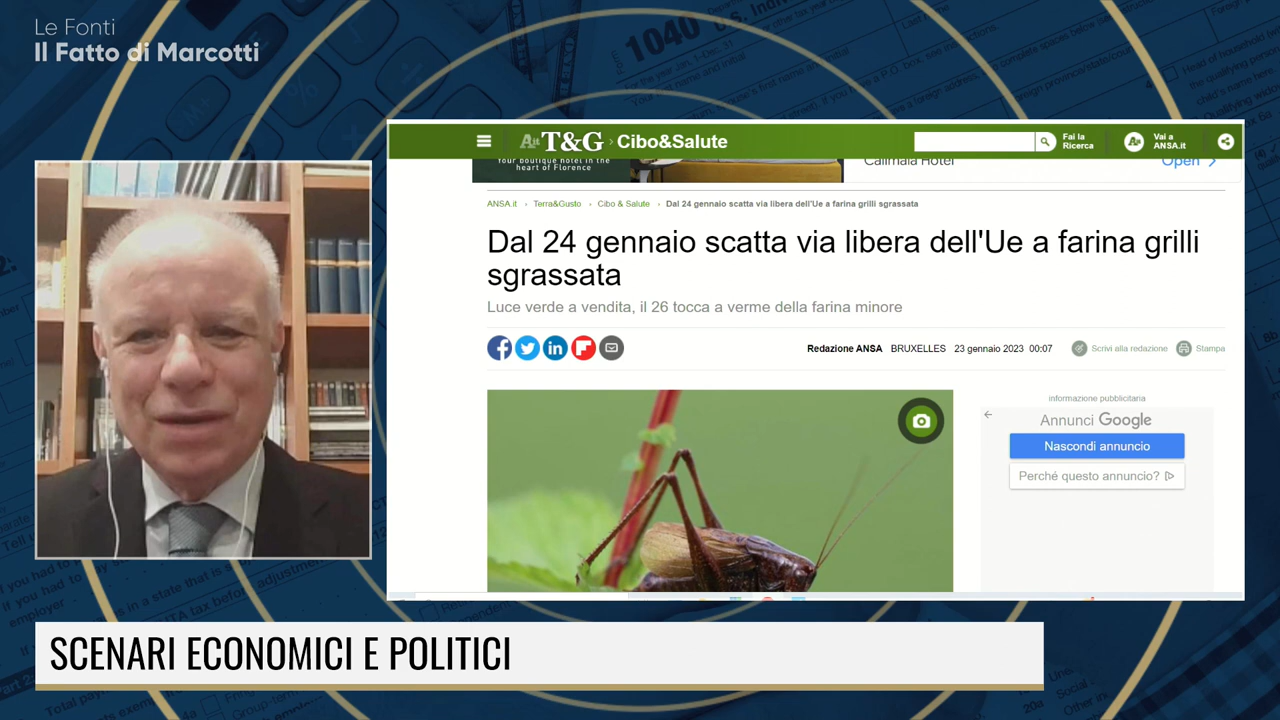 Le Fonti
Il Fatto di Marcotti
T&G › Cibo&Salute
Fai la
Ricerca
Vai a
ANSA.it
your boutique hotel in the
heart of Florence
Calimala Hotel
Open
ANSA.it › Terra&Gusto › Cibo & Salute › Dal 24 gennaio scatta via libera dell'Ue a farina grilli sgrassata
Dal 24 gennaio scatta via libera dell'Ue a farina grilli
sgrassata
Luce verde a vendita, il 26 tocca a verme della farina minore
Redazione ANSA BRUXELLES 23 gennaio 2023 00:07
Scrivi alla redazione
Stampa
informazione pubblicitaria
Annunci Google
Nascondi annuncio
Perché questo annuncio?
SCENARI ECONOMICI E POLITICI
1040